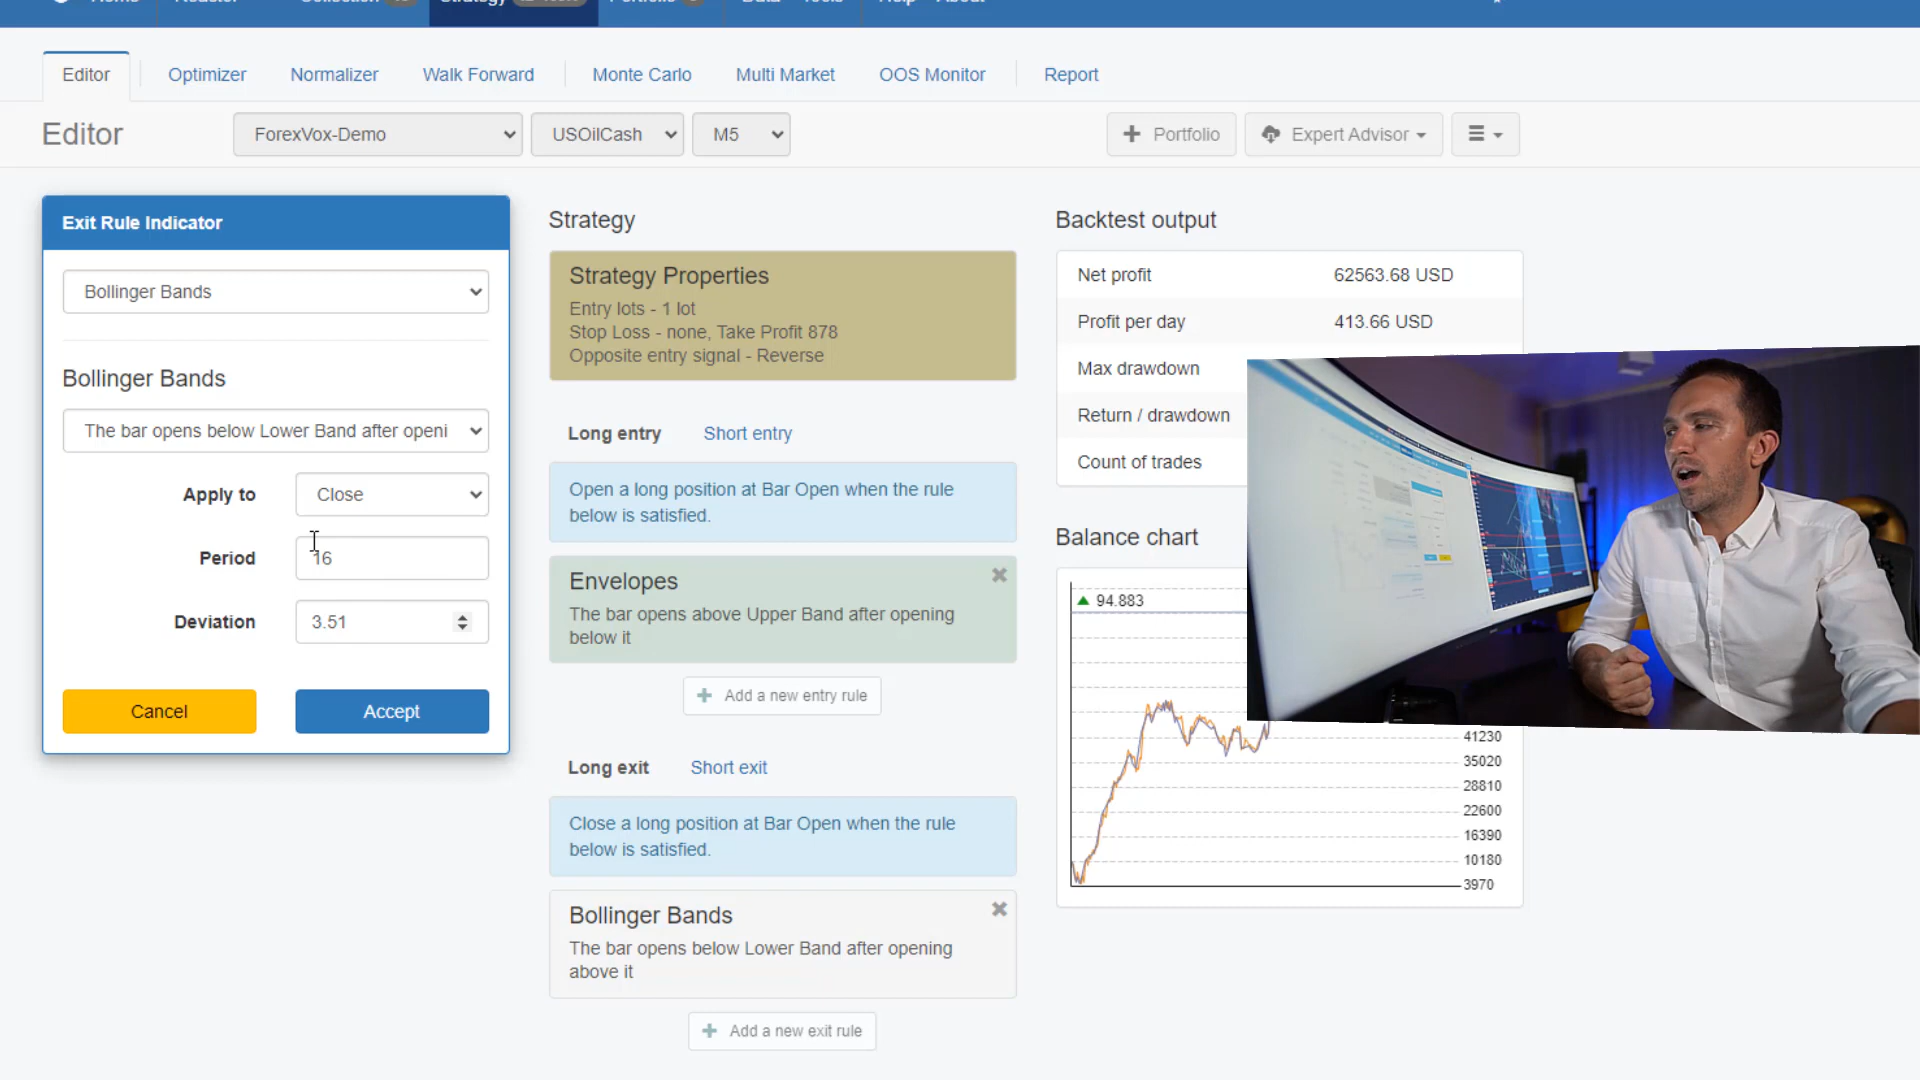 Editor
Optimizer
Normalizer
Walk Forward
Monte Carlo
Multi Market
OOS Monitor
Report
Editor
ForexVox-Demo
USOilCash
M5
Portfolio
Expert Advisor
Exit Rule Indicator
Bollinger Bands
Bollinger Bands
The bar opens below Lower Band after openi
Apply to
Close
Period
16
Deviation
3.51
Cancel
Accept
Strategy
Strategy Properties
Entry lots - 1 lot
Stop Loss - none, Take Profit 878
Opposite entry signal - Reverse
Long entry
Short entry
Open a long position at Bar Open when the rule
below is satisfied.
Envelopes
The bar opens above Upper Band after opening
below it
Add a new entry rule
Long exit
Short exit
Close a long position at Bar Open when the rule
below is satisfied.
Bollinger Bands
The bar opens below Lower Band after opening
above it
Add a new exit rule
Backtest output
Net profit
62563.68 USD
Profit per day
413.66 USD
Max drawdown
Return / drawdown
Count of trades
Balance chart
94.883
41230
35020
28810
22600
16390
10180
3970